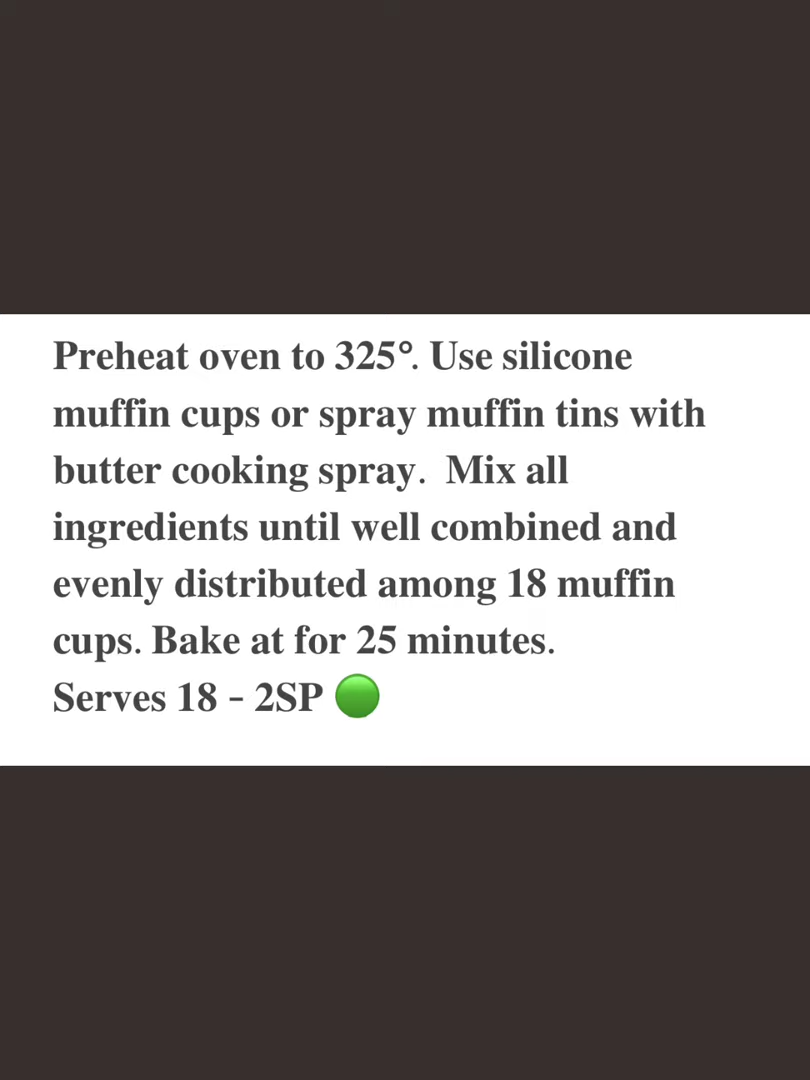 Preheat oven to 325°. Use silicone
muffin cups or spray muffin tins with
butter cooking spray.  Mix all
ingredients until well combined and
evenly distributed among 18 muffin
cups. Bake at for 25 minutes.
Serves 18 - 2SP 🟢